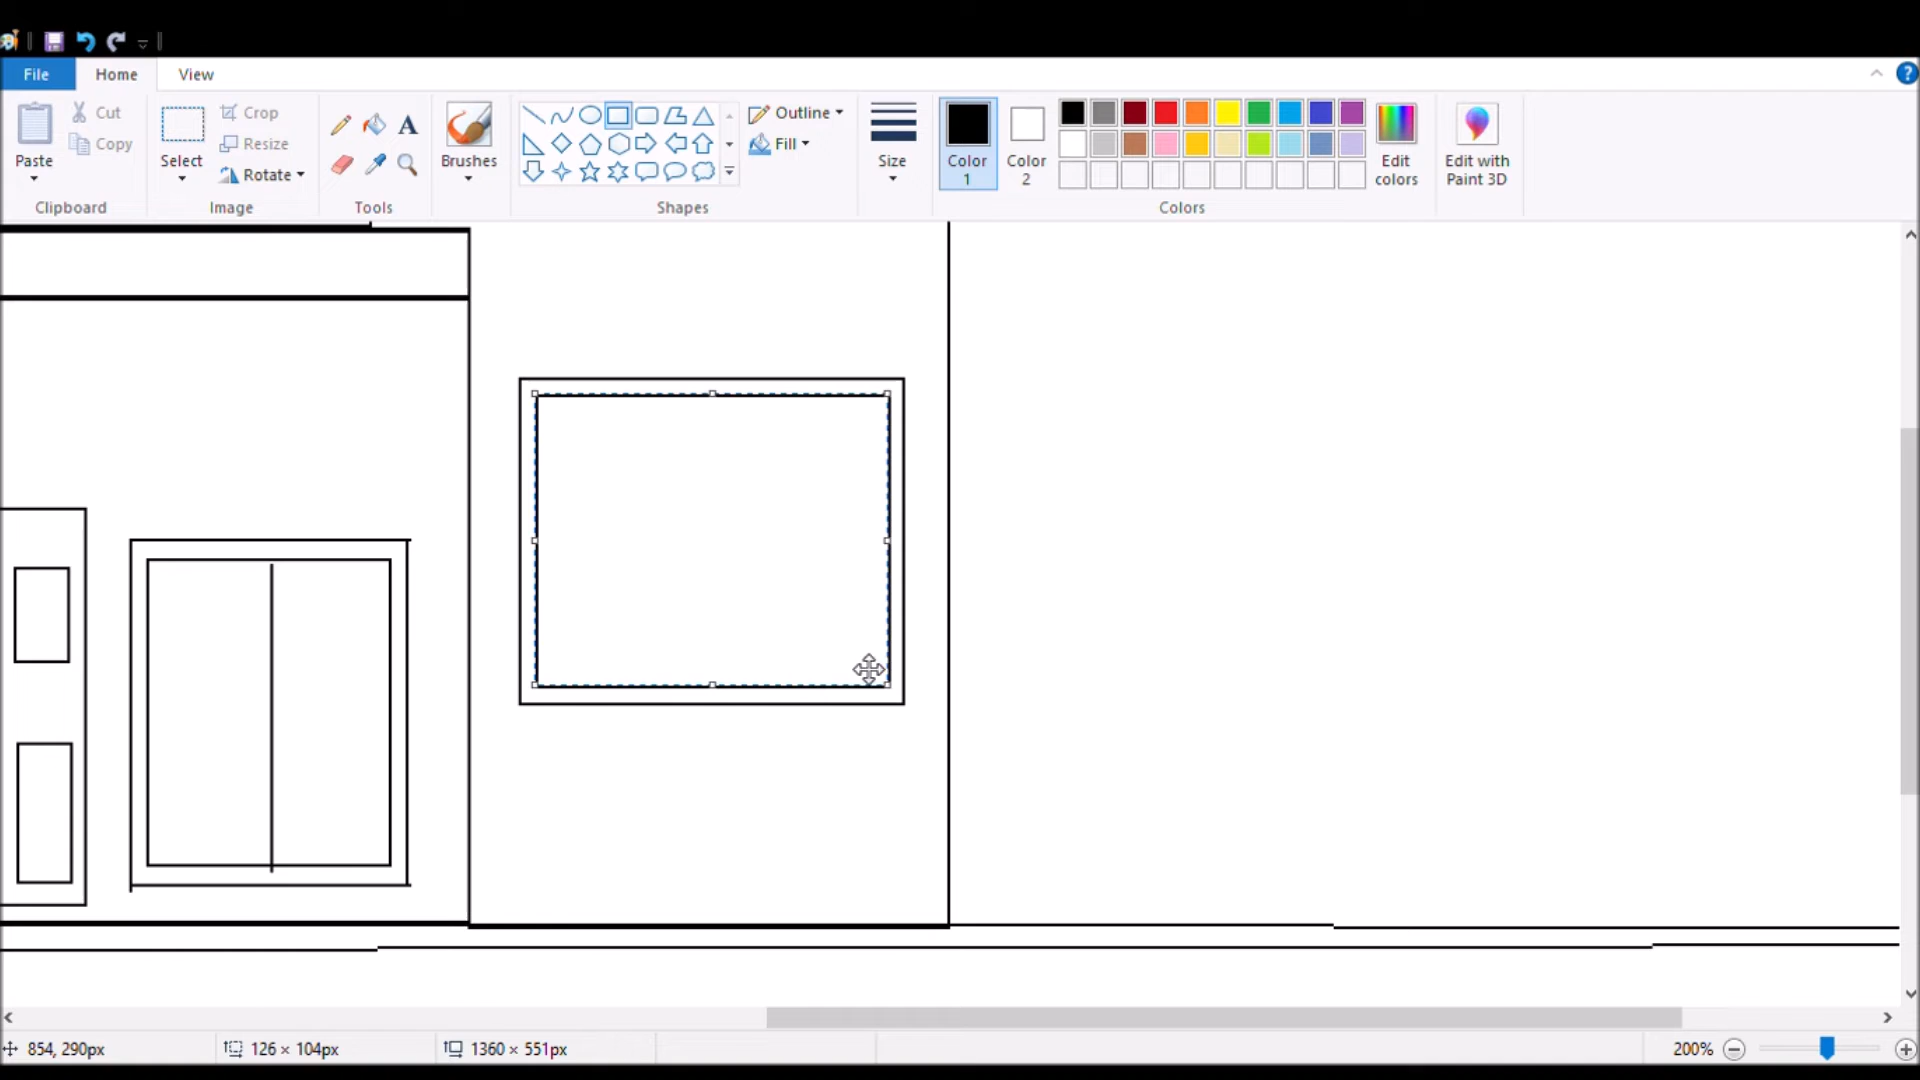 File Home View
Paste
Cut
Copy
Clipboard
Select
Crop
Resize
Rotate
Image
A
Tools
Brushes
Outline
Fill
Shapes
Size
Color
1
Color
2
Edit
colors
Colors
Edit with
Paint 3D
?
854, 290px
126 × 104px
1360 × 551px
200%